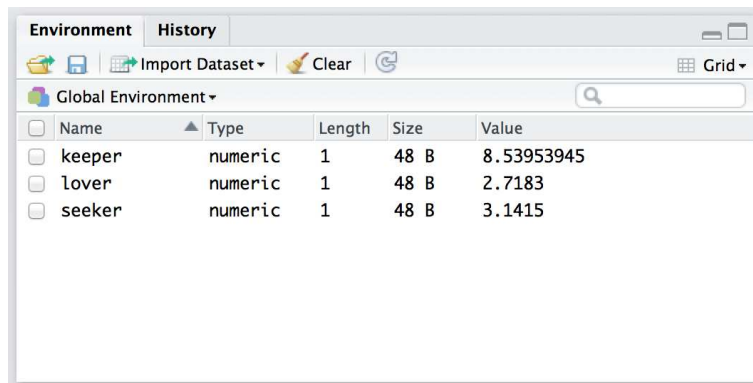 Environment History
Import Dataset Clear Grid
Global Environment
Name Type Length Size Value
keeper numeric 1 48 B 8.53953945
lover numeric 1 48 B 2.7183
seeker numeric 1 48 B 3.1415